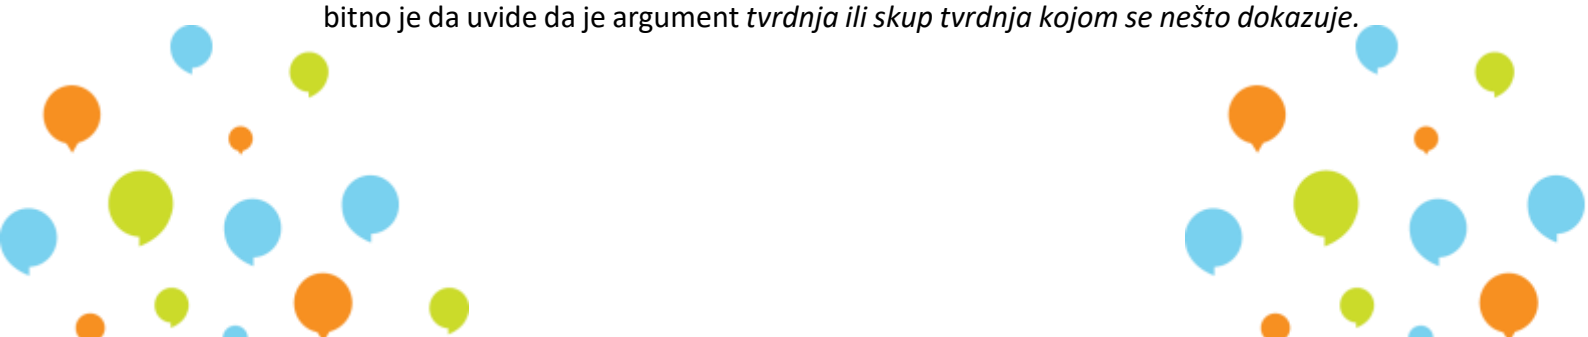 bitno je da uvide da je argument tvrdnja ili skup tvrdnja kojom se nešto dokazuje.